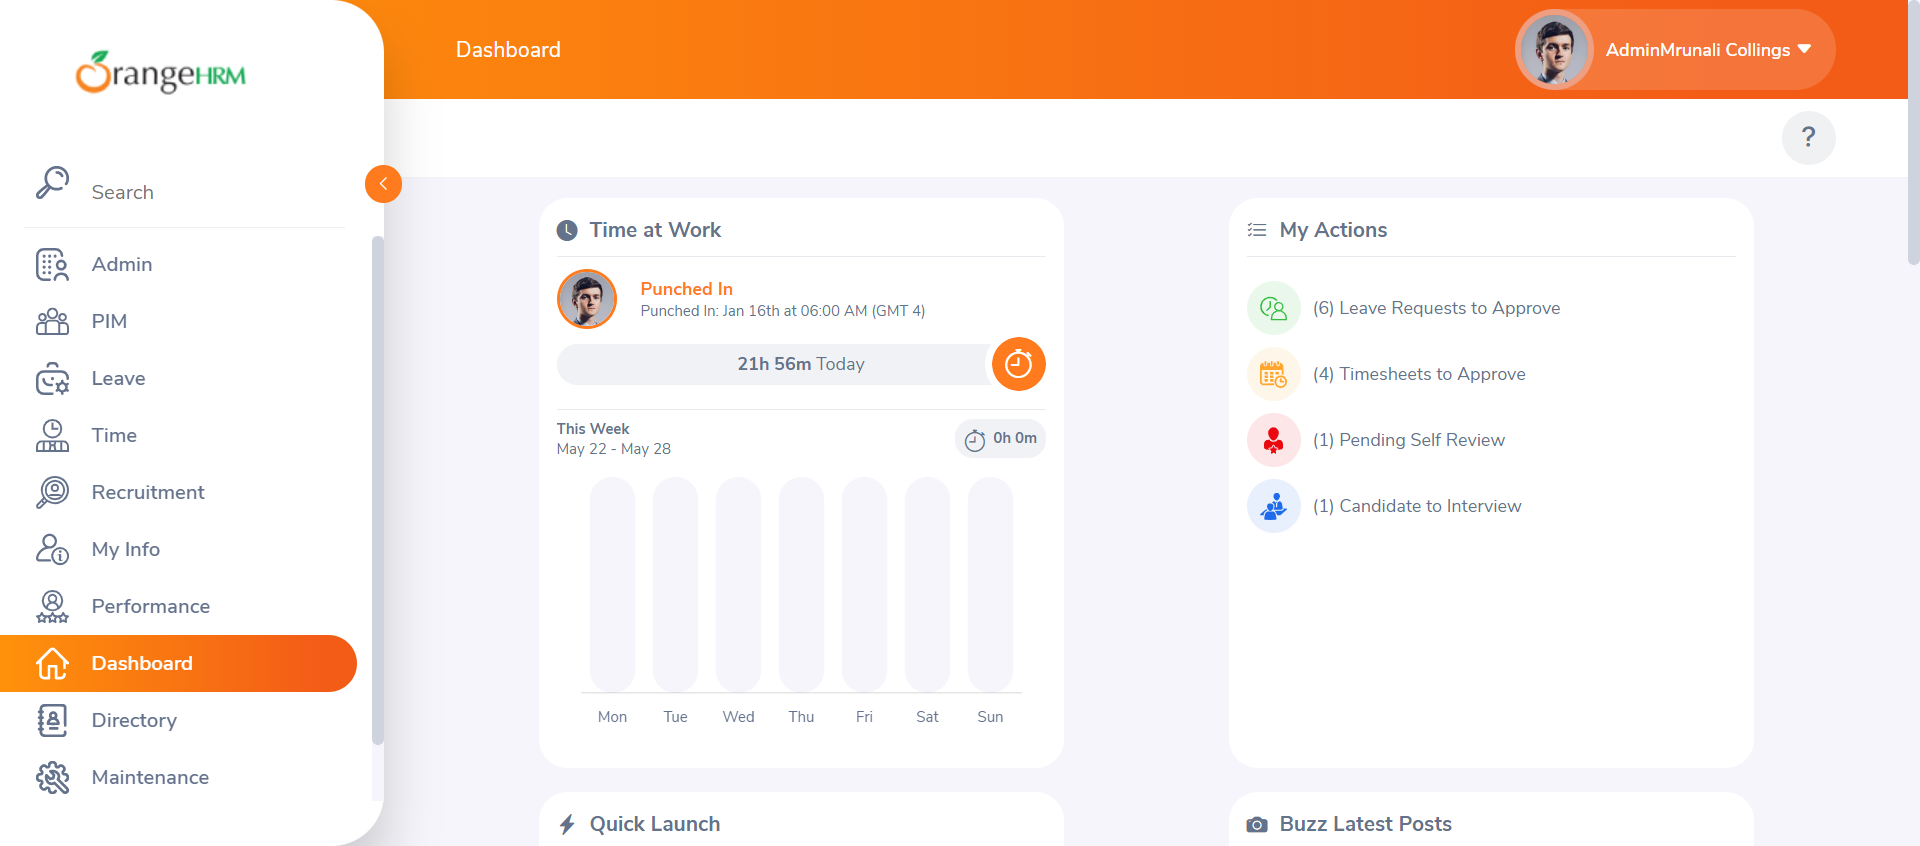 OrangeHRM
Dashboard
AdminMrunali Collings
?
Search
Admin
PIM
Leave
Time
Recruitment
My Info
Performance
Dashboard
Directory
Maintenance
Time at Work
Punched In
Punched In: Jan 16th at 06:00 AM (GMT 4)
21h 56m Today
This Week
May 22 - May 28
0h 0m
Mon Tue Wed Thu Fri Sat Sun
My Actions
(6) Leave Requests to Approve
(4) Timesheets to Approve
(1) Pending Self Review
(1) Candidate to Interview
Quick Launch
Buzz Latest Posts